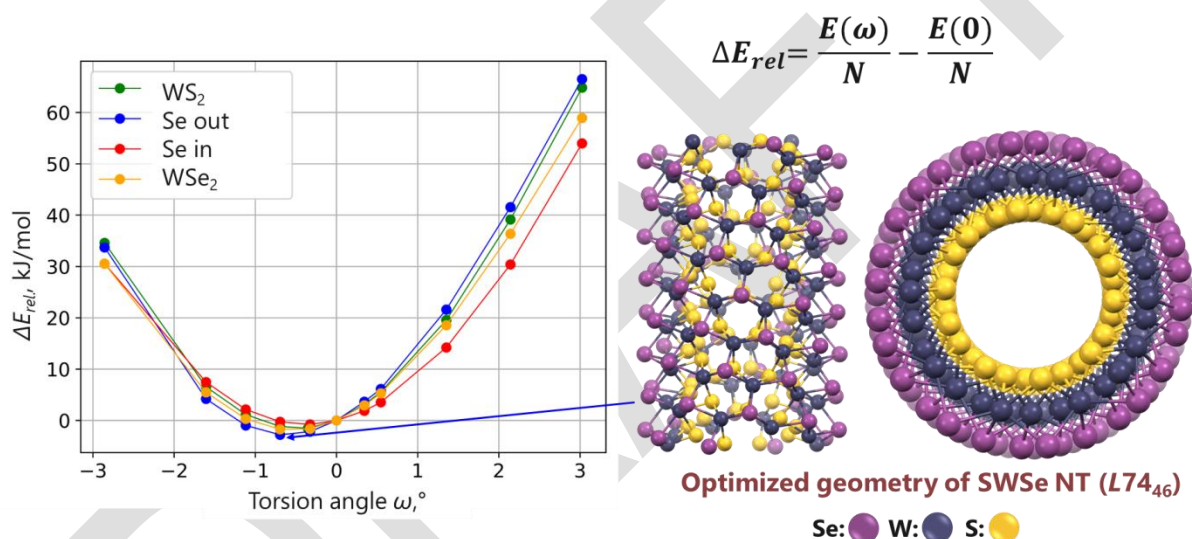 ΔE_rel = E(ω)/N − E(0)/N
WS₂
Se out
Se in
WSe₂
ΔE_rel, kJ/mol
60
50
40
30
20
10
0
−3 −2 −1 0 1 2 3
Torsion angle ω,°
Optimized geometry of SWSe NT (L74₄₆)
Se: W: S: